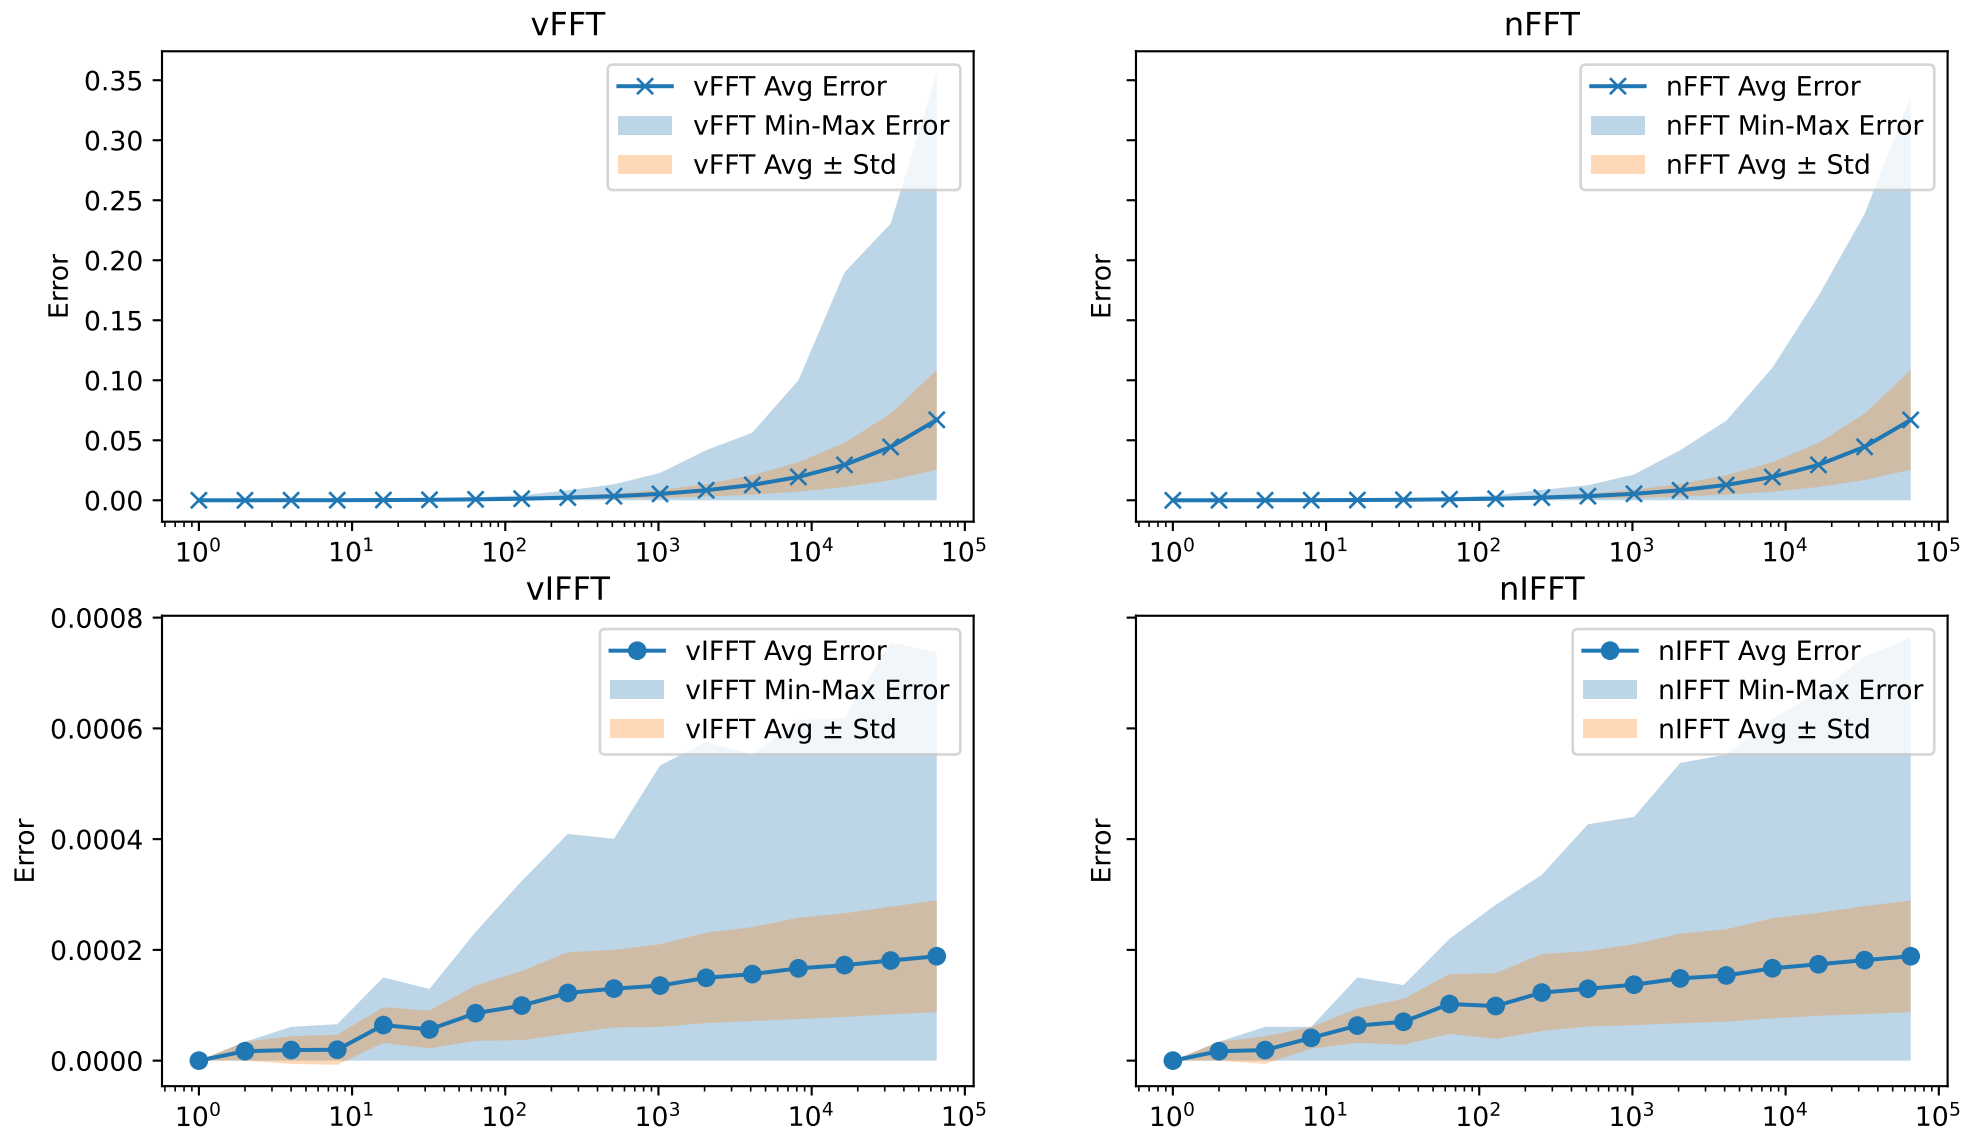 vFFT
0.35
0.30
0.25
0.20
0.15
0.10
0.05
0.00
Error
vFFT Avg Error
vFFT Min-Max Error
vFFT Avg ± Std
10⁰ 10¹ 10² 10³ 10⁴ 10⁵
nFFT
Error
nFFT Avg Error
nFFT Min-Max Error
nFFT Avg ± Std
10⁰ 10¹ 10² 10³ 10⁴ 10⁵
vIFFT
0.0008
0.0006
0.0004
0.0002
0.0000
Error
vIFFT Avg Error
vIFFT Min-Max Error
vIFFT Avg ± Std
10⁰ 10¹ 10² 10³ 10⁴ 10⁵
nIFFT
Error
nIFFT Avg Error
nIFFT Min-Max Error
nIFFT Avg ± Std
10⁰ 10¹ 10² 10³ 10⁴ 10⁵